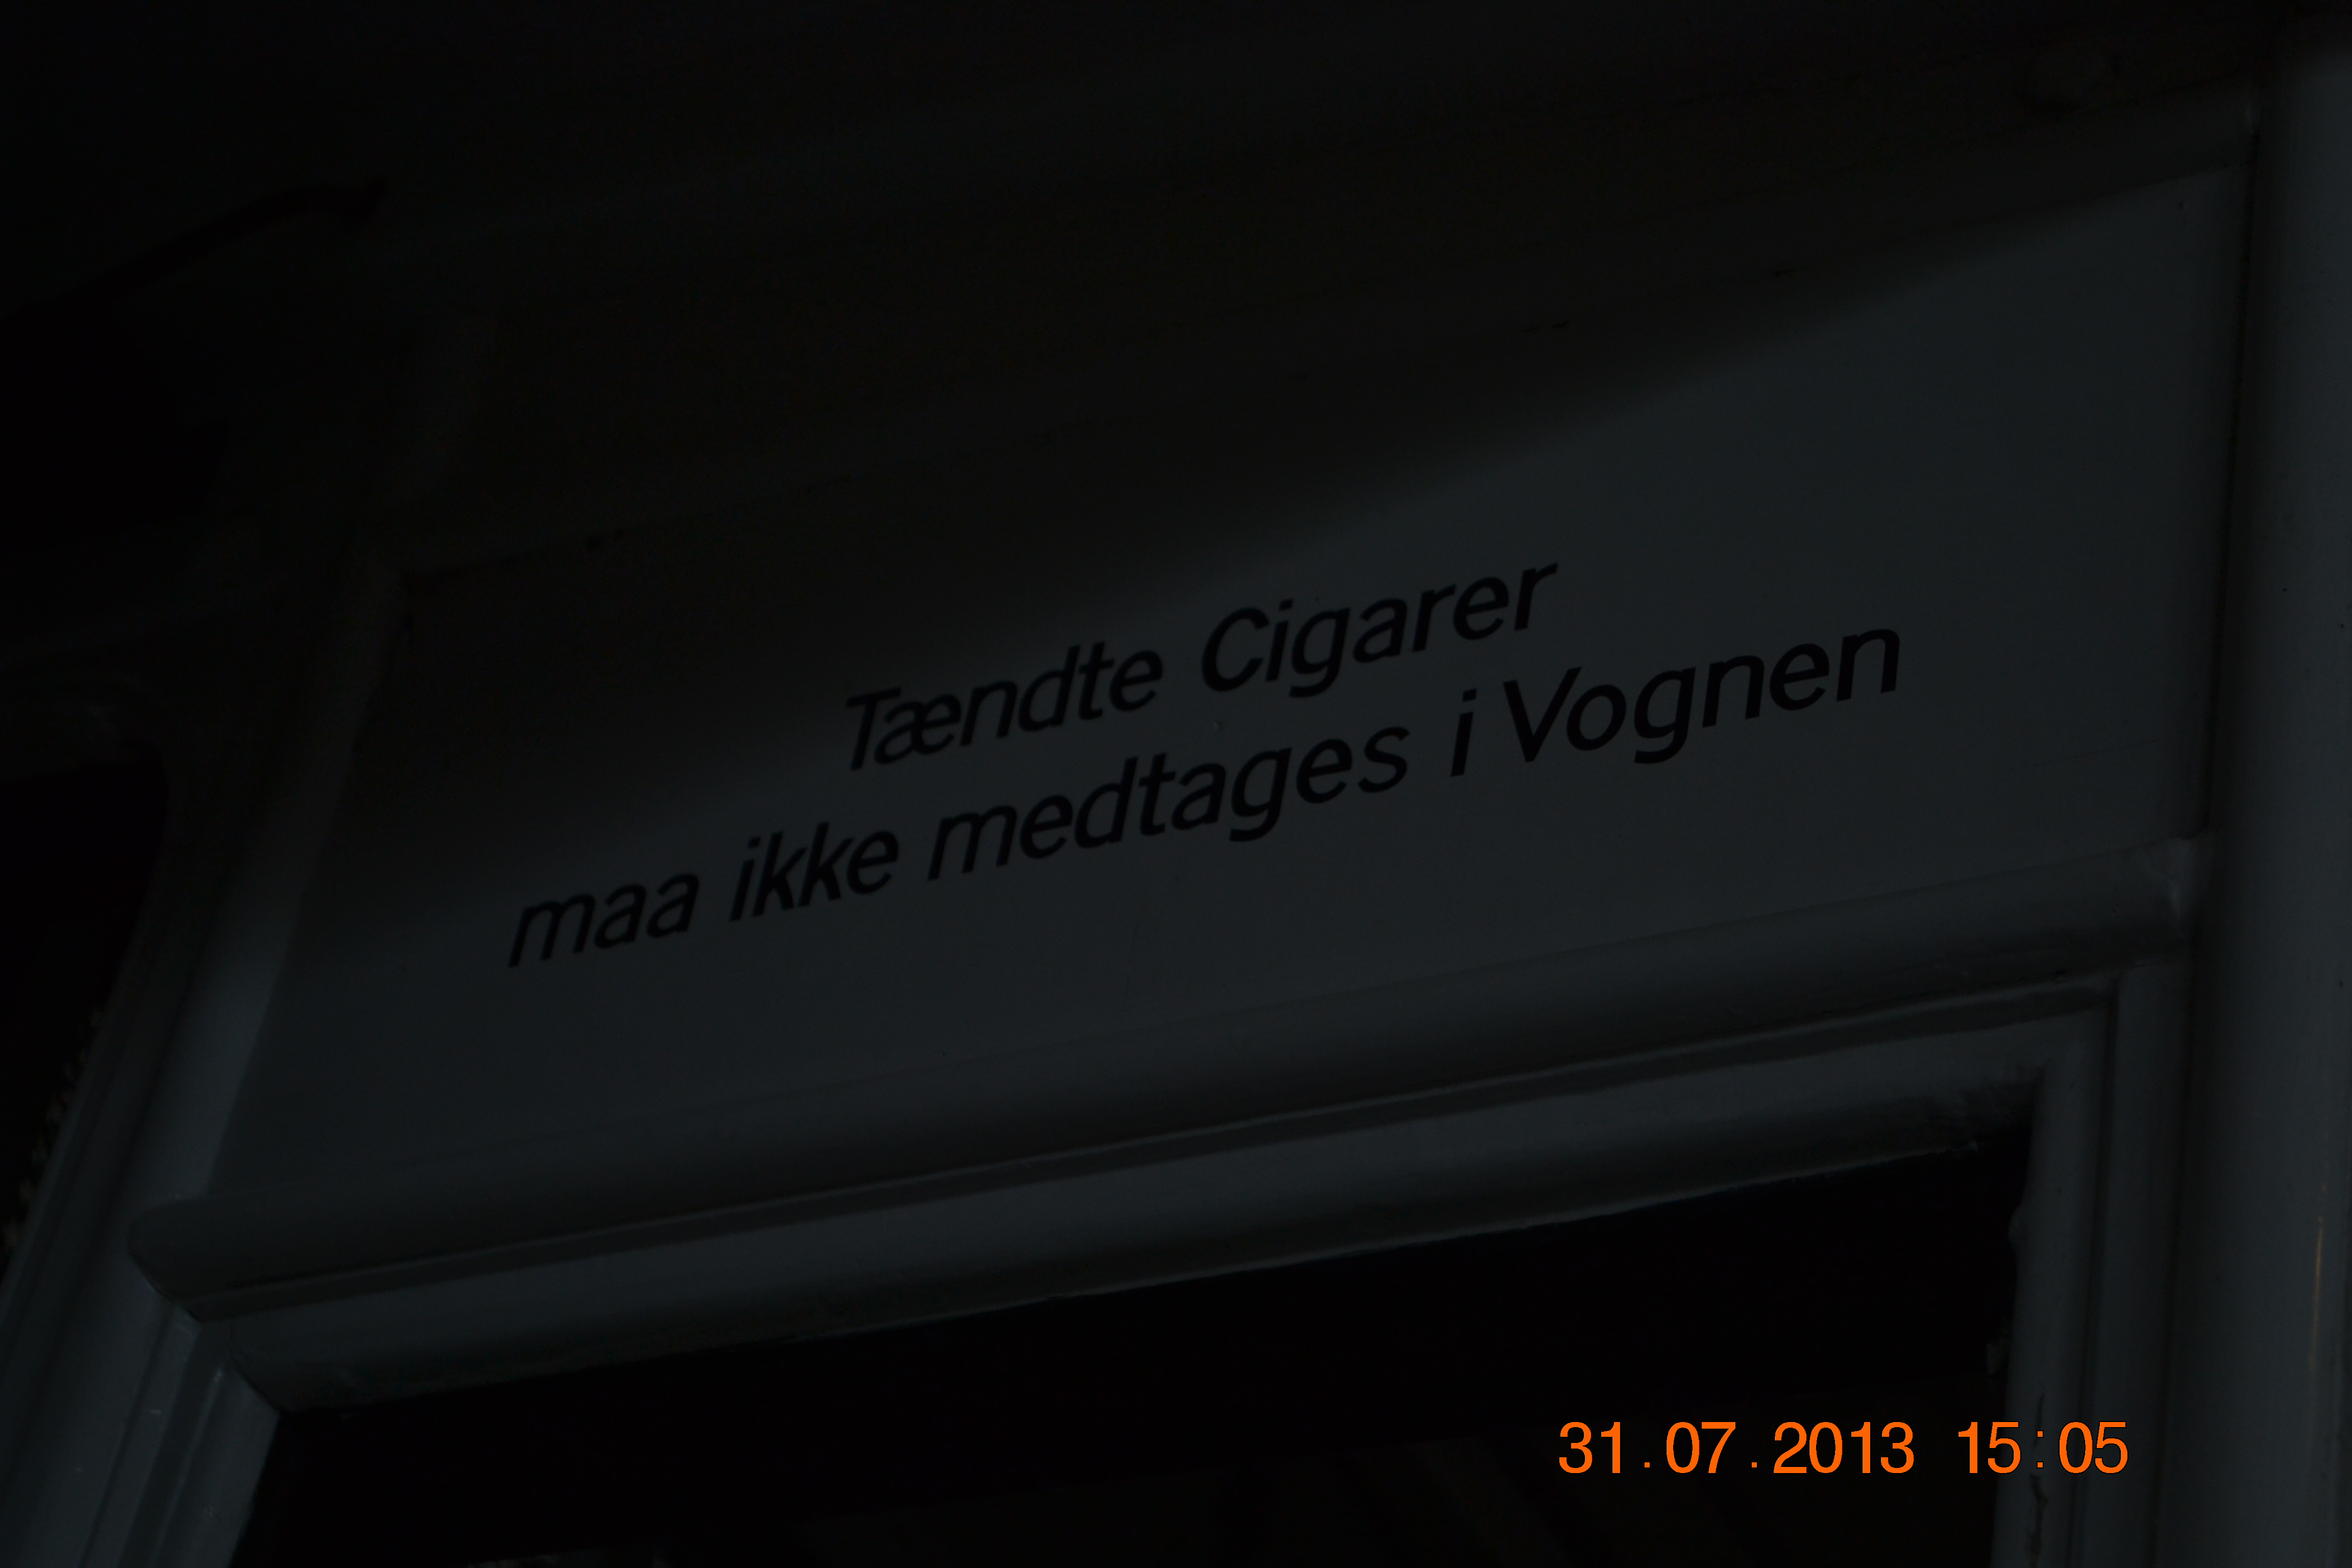 Tændte Cigarer
maa ikke medtages i Vognen
31.07.2013 15:05